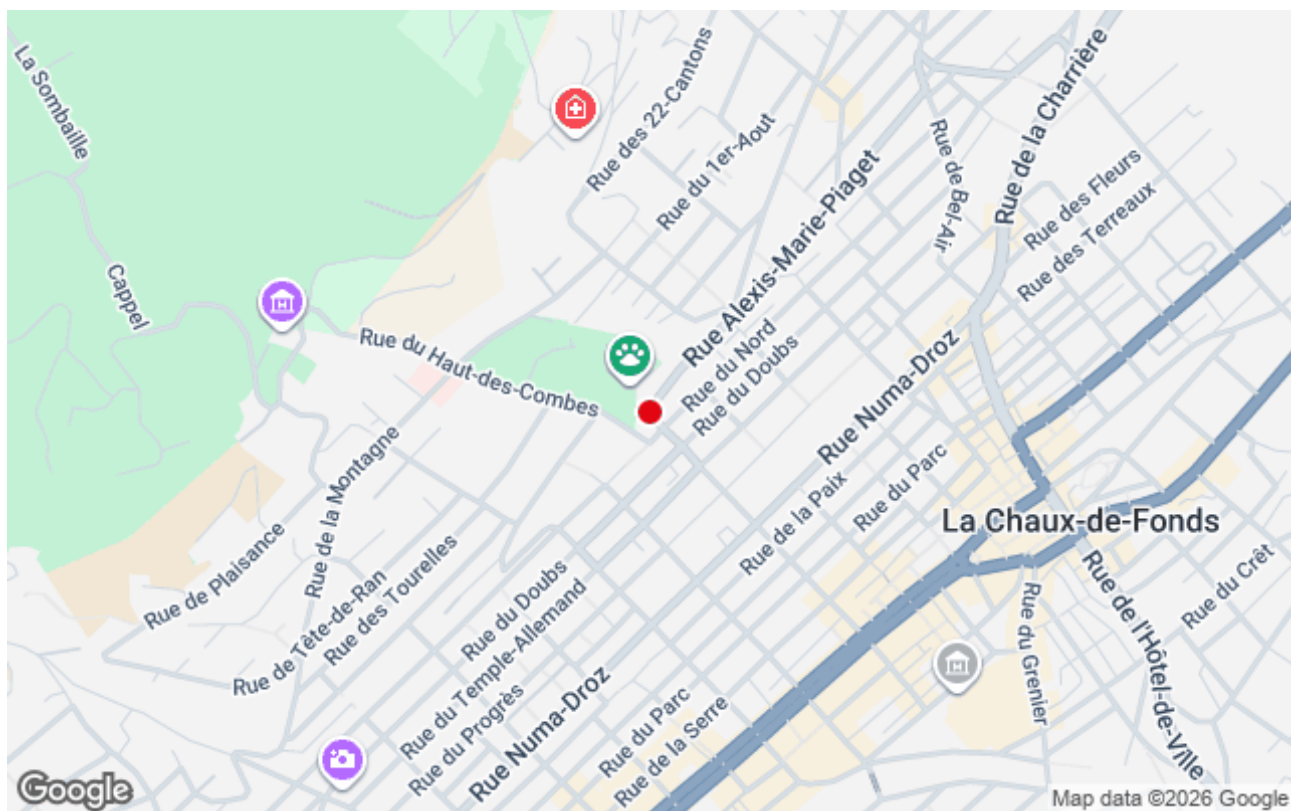 La Sombaille
Cappel
Rue des 22-Cantons
Rue du 1er-Aout
Rue Alexis-Marie-Piaget
Rue de Bel-Air
Rue de la Charrière
Rue des Fleurs
Rue des Terreaux
Rue du Haut-des-Combes
Rue du Nord
Rue du Doubs
Rue Numa-Droz
Rue de la Paix
Rue du Parc
La Chaux-de-Fonds
Rue de la Montagne
Rue de Plaisance
Rue de Tête-de-Ran
Rue des Tourelles
Rue du Doubs
Rue du Temple-Allemand
Rue du Progrès
Rue Numa-Droz
Rue du Parc
Rue de la Serre
Rue du Grenier
Rue de l'Hôtel-de-Ville
Rue du Crêt
Google
Map data ©2026 Google